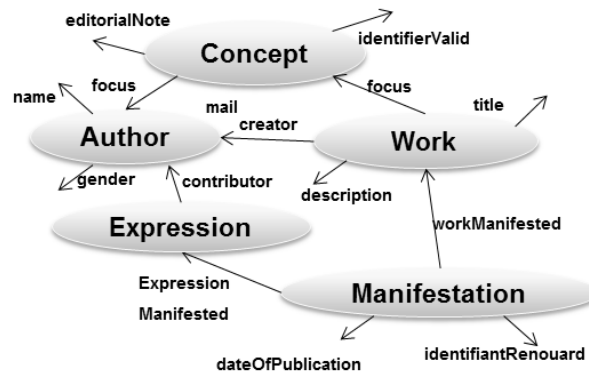 editorialNote
identifierValid
Concept
focus
focus
name
mail
title
creator
Author
Work
gender
contributor
description
Expression
workManifested
Expression
Manifested
Manifestation
dateOfPublication
identifiantRenouard